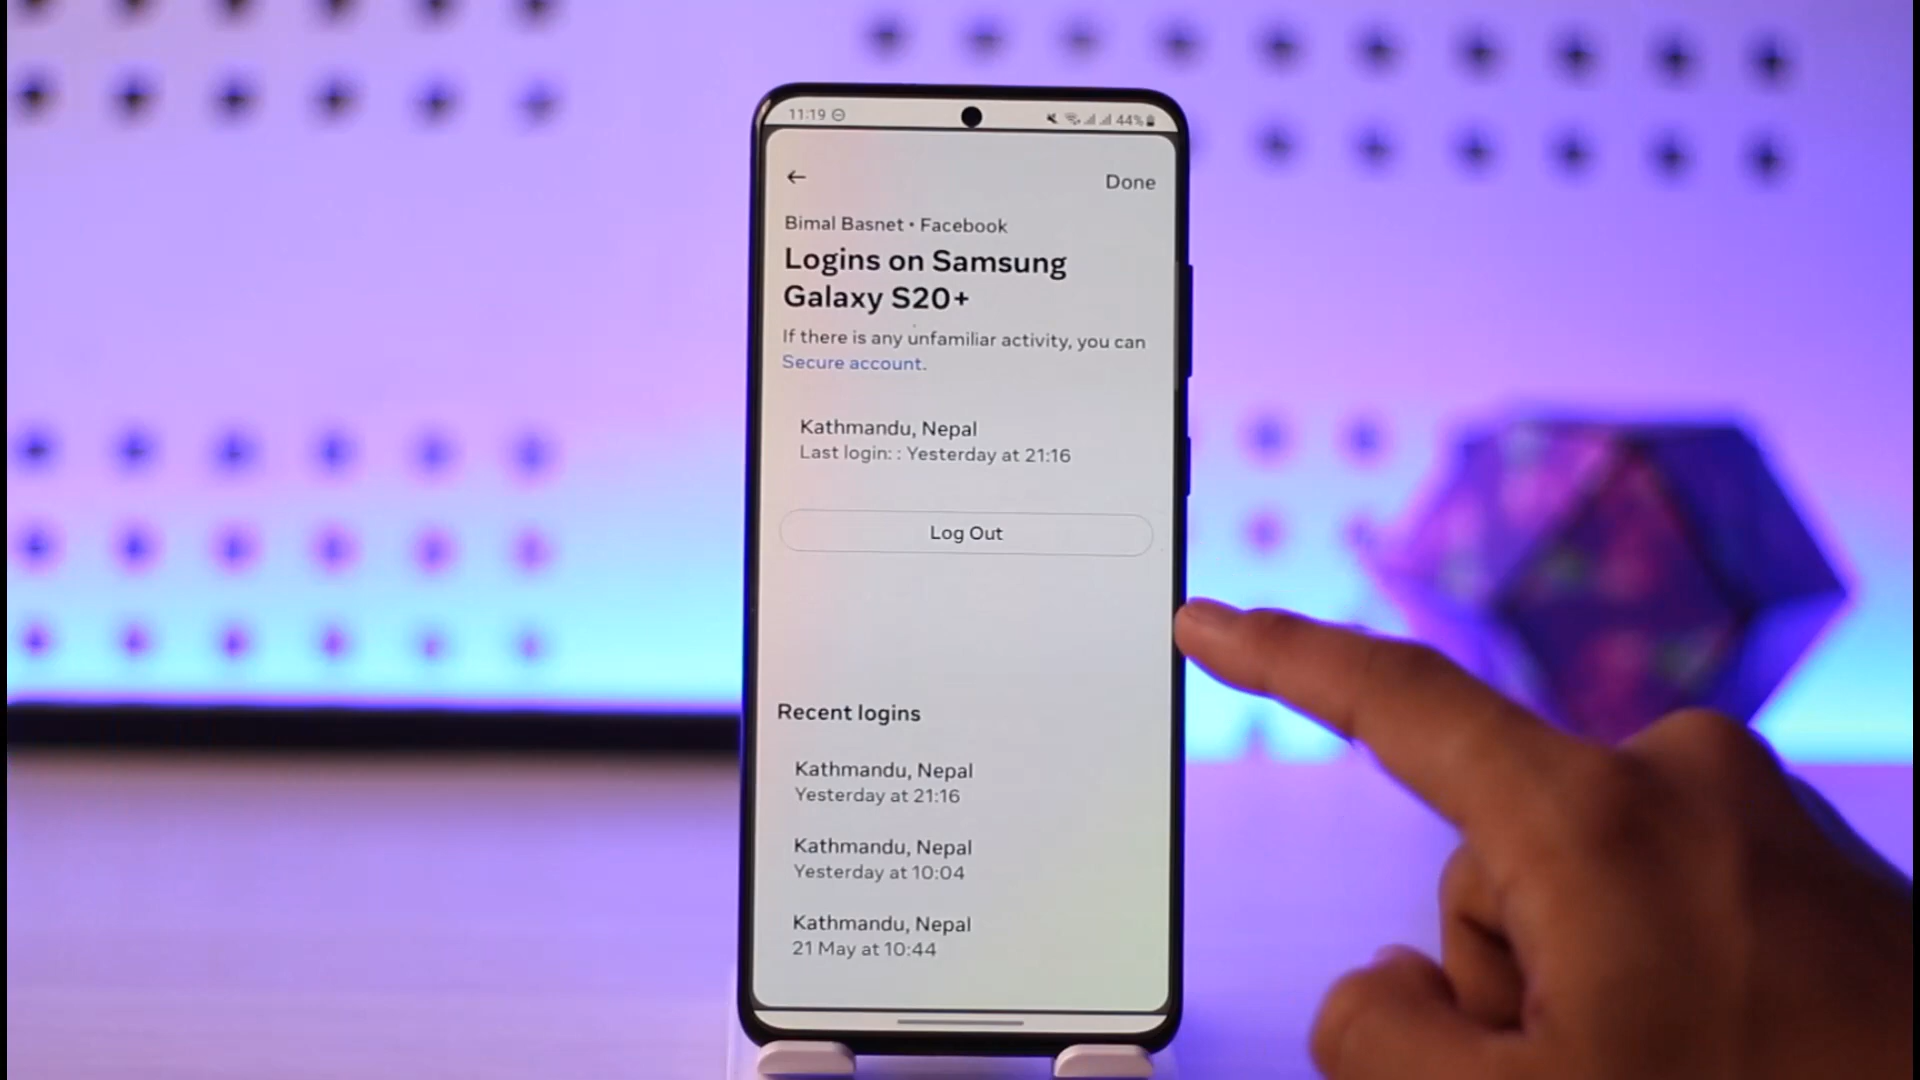 11:19
44%
Done
Bimal Basnet • Facebook
Logins on Samsung
Galaxy S20+
If there is any unfamiliar activity, you can
Secure account.
Kathmandu, Nepal
Last login: : Yesterday at 21:16
Log Out
Recent logins
Kathmandu, Nepal
Yesterday at 21:16
Kathmandu, Nepal
Yesterday at 10:04
Kathmandu, Nepal
21 May at 10:44